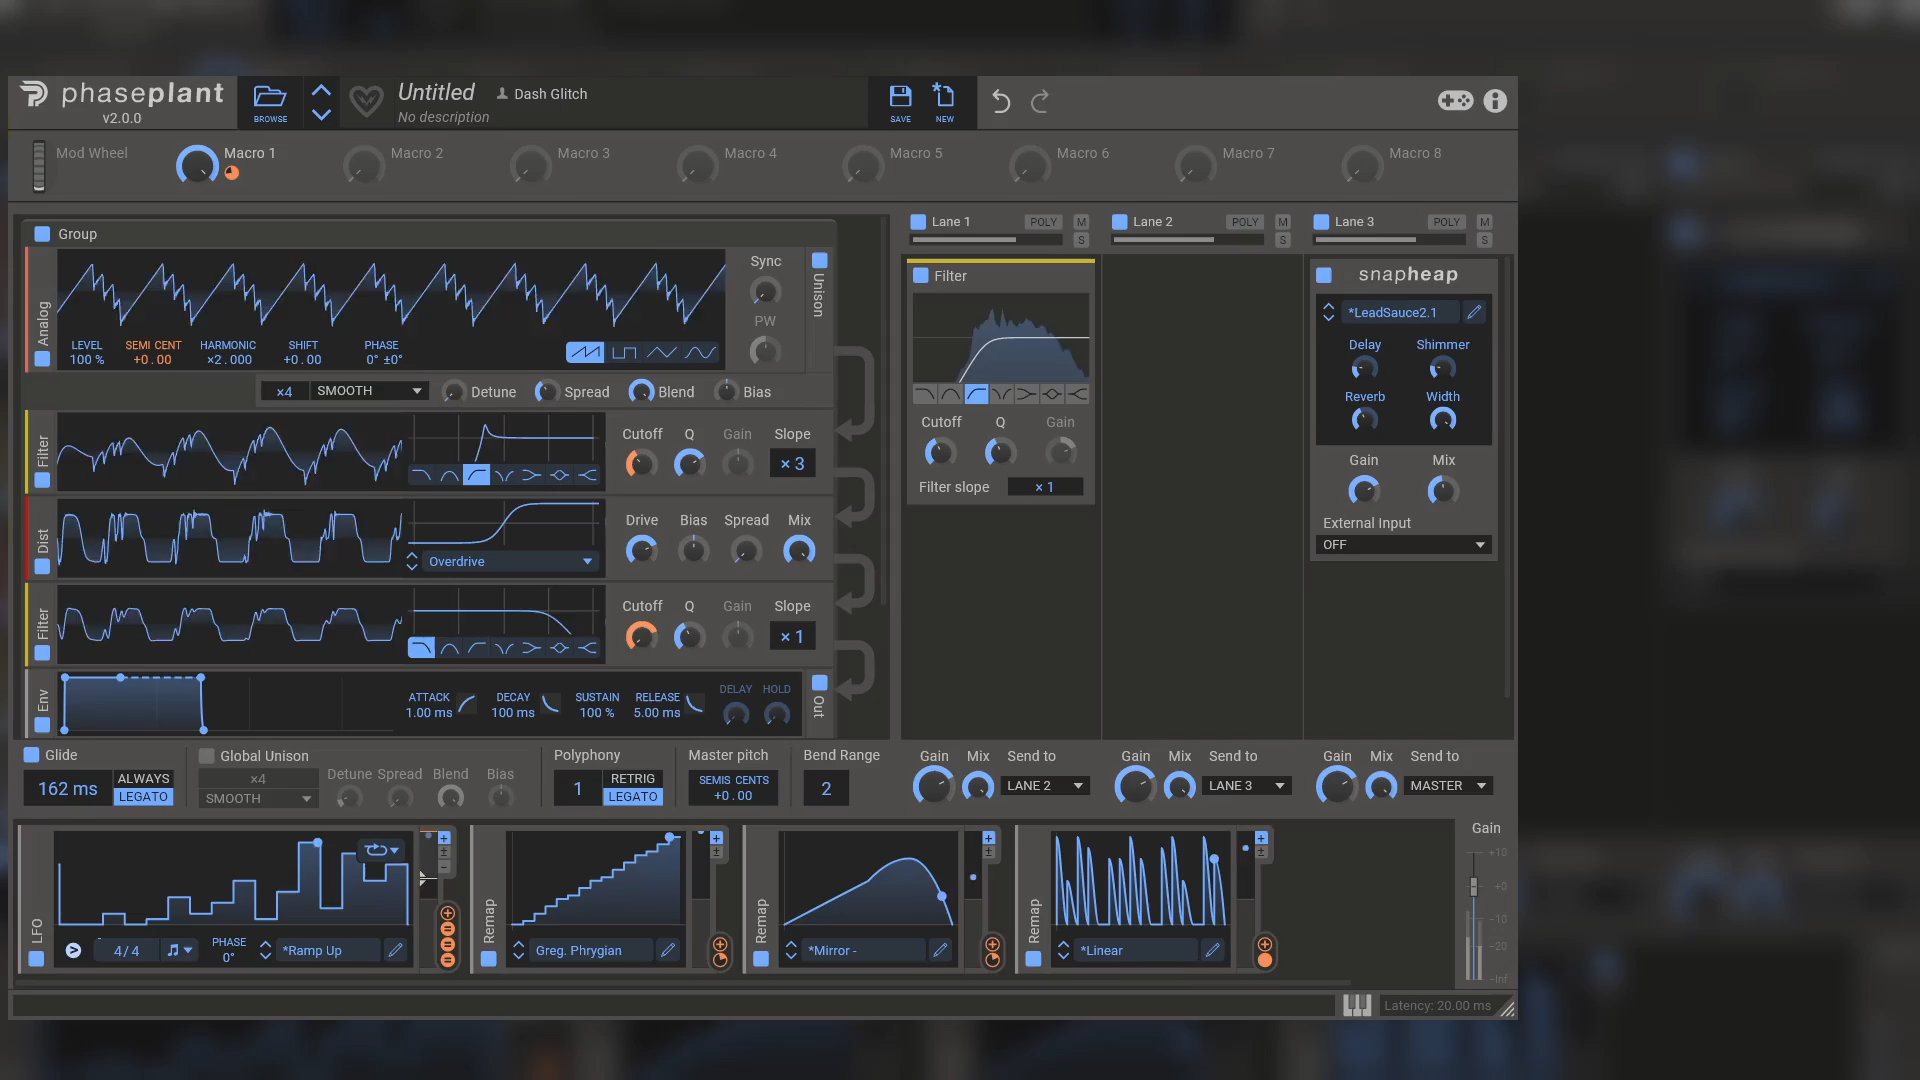 phaseplant
v2.0.0
BROWSE
Untitled
Dash Glitch
No description
SAVE
NEW
Mod Wheel
Macro 1
Macro 2
Macro 3
Macro 4
Macro 5
Macro 6
Macro 7
Macro 8
Group
Analog
LEVEL
100 %
SEMI CENT
+0.00
HARMONIC
×2.000
SHIFT
+0.00
PHASE
0° ±0°
Sync
PW
Unison
×4
SMOOTH
Detune
Spread
Blend
Bias
Filter
Cutoff
Q
Gain
Slope
× 3
Dist
Overdrive
Drive
Bias
Spread
Mix
Filter
Cutoff
Q
Gain
Slope
× 1
Env
ATTACK
1.00 ms
DECAY
100 ms
SUSTAIN
100 %
RELEASE
5.00 ms
DELAY
HOLD
Out
Lane 1
POLY
M
S
Lane 2
POLY
M
S
Lane 3
POLY
M
S
Filter
Cutoff
Q
Gain
Filter slope
× 1
snapheap
*LeadSauce2.1
Delay
Shimmer
Reverb
Width
Gain
Mix
External Input
OFF
Glide
162 ms
ALWAYS
LEGATO
Global Unison
×4
SMOOTH
Detune
Spread
Blend
Bias
Polyphony
1
RETRIG
LEGATO
Master pitch
SEMIS CENTS
+0.00
Bend Range
2
Gain
Mix
Send to
LANE 2
Gain
Mix
Send to
LANE 3
Gain
Mix
Send to
MASTER
LFO
4/4
PHASE
0°
*Ramp Up
Remap
Greg. Phrygian
Remap
*Mirror -
Remap
*Linear
Gain
+10
+0
-10
-20
-Inf
Latency: 20.00 ms